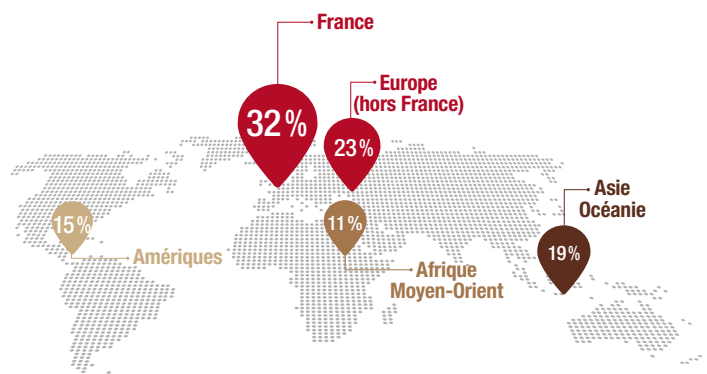 France
32 %
Europe
(hors France)
23 %
Asie
Océanie
19 %
15 %
Amériques
11 %
Afrique
Moyen-Orient